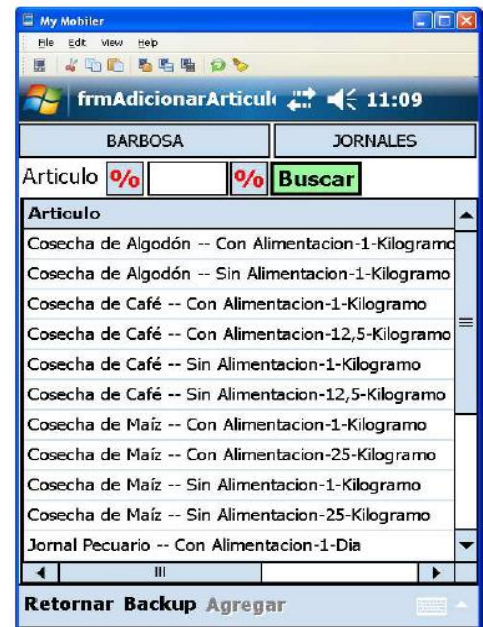 My Mobiler
File Edit View Help
frmAdicionarArticul 11:09
BARBOSA JORNALES
Articulo % % Buscar
Articulo
Cosecha de Algodón -- Con Alimentacion-1-Kilogramo
Cosecha de Algodón -- Sin Alimentacion-1-Kilogramo
Cosecha de Café -- Con Alimentacion-1-Kilogramo
Cosecha de Café -- Con Alimentacion-12,5-Kilogramo
Cosecha de Café -- Sin Alimentacion-1-Kilogramo
Cosecha de Café -- Sin Alimentacion-12,5-Kilogramo
Cosecha de Maíz -- Con Alimentacion-1-Kilogramo
Cosecha de Maíz -- Con Alimentacion-25-Kilogramo
Cosecha de Maíz -- Sin Alimentacion-1-Kilogramo
Cosecha de Maíz -- Sin Alimentacion-25-Kilogramo
Jornal Pecuario -- Con Alimentacion-1-Dia
Retornar Backup Agregar